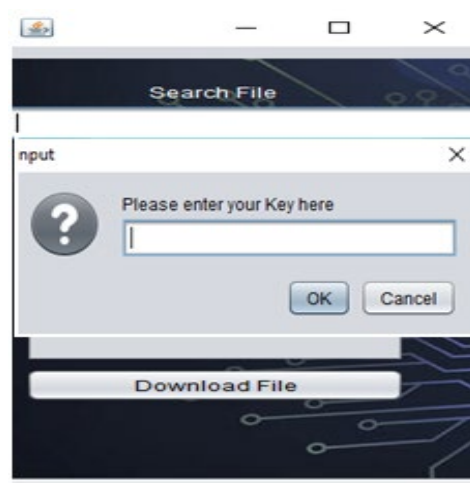 Search File
nput
Please enter your Key here
OK Cancel
Download File